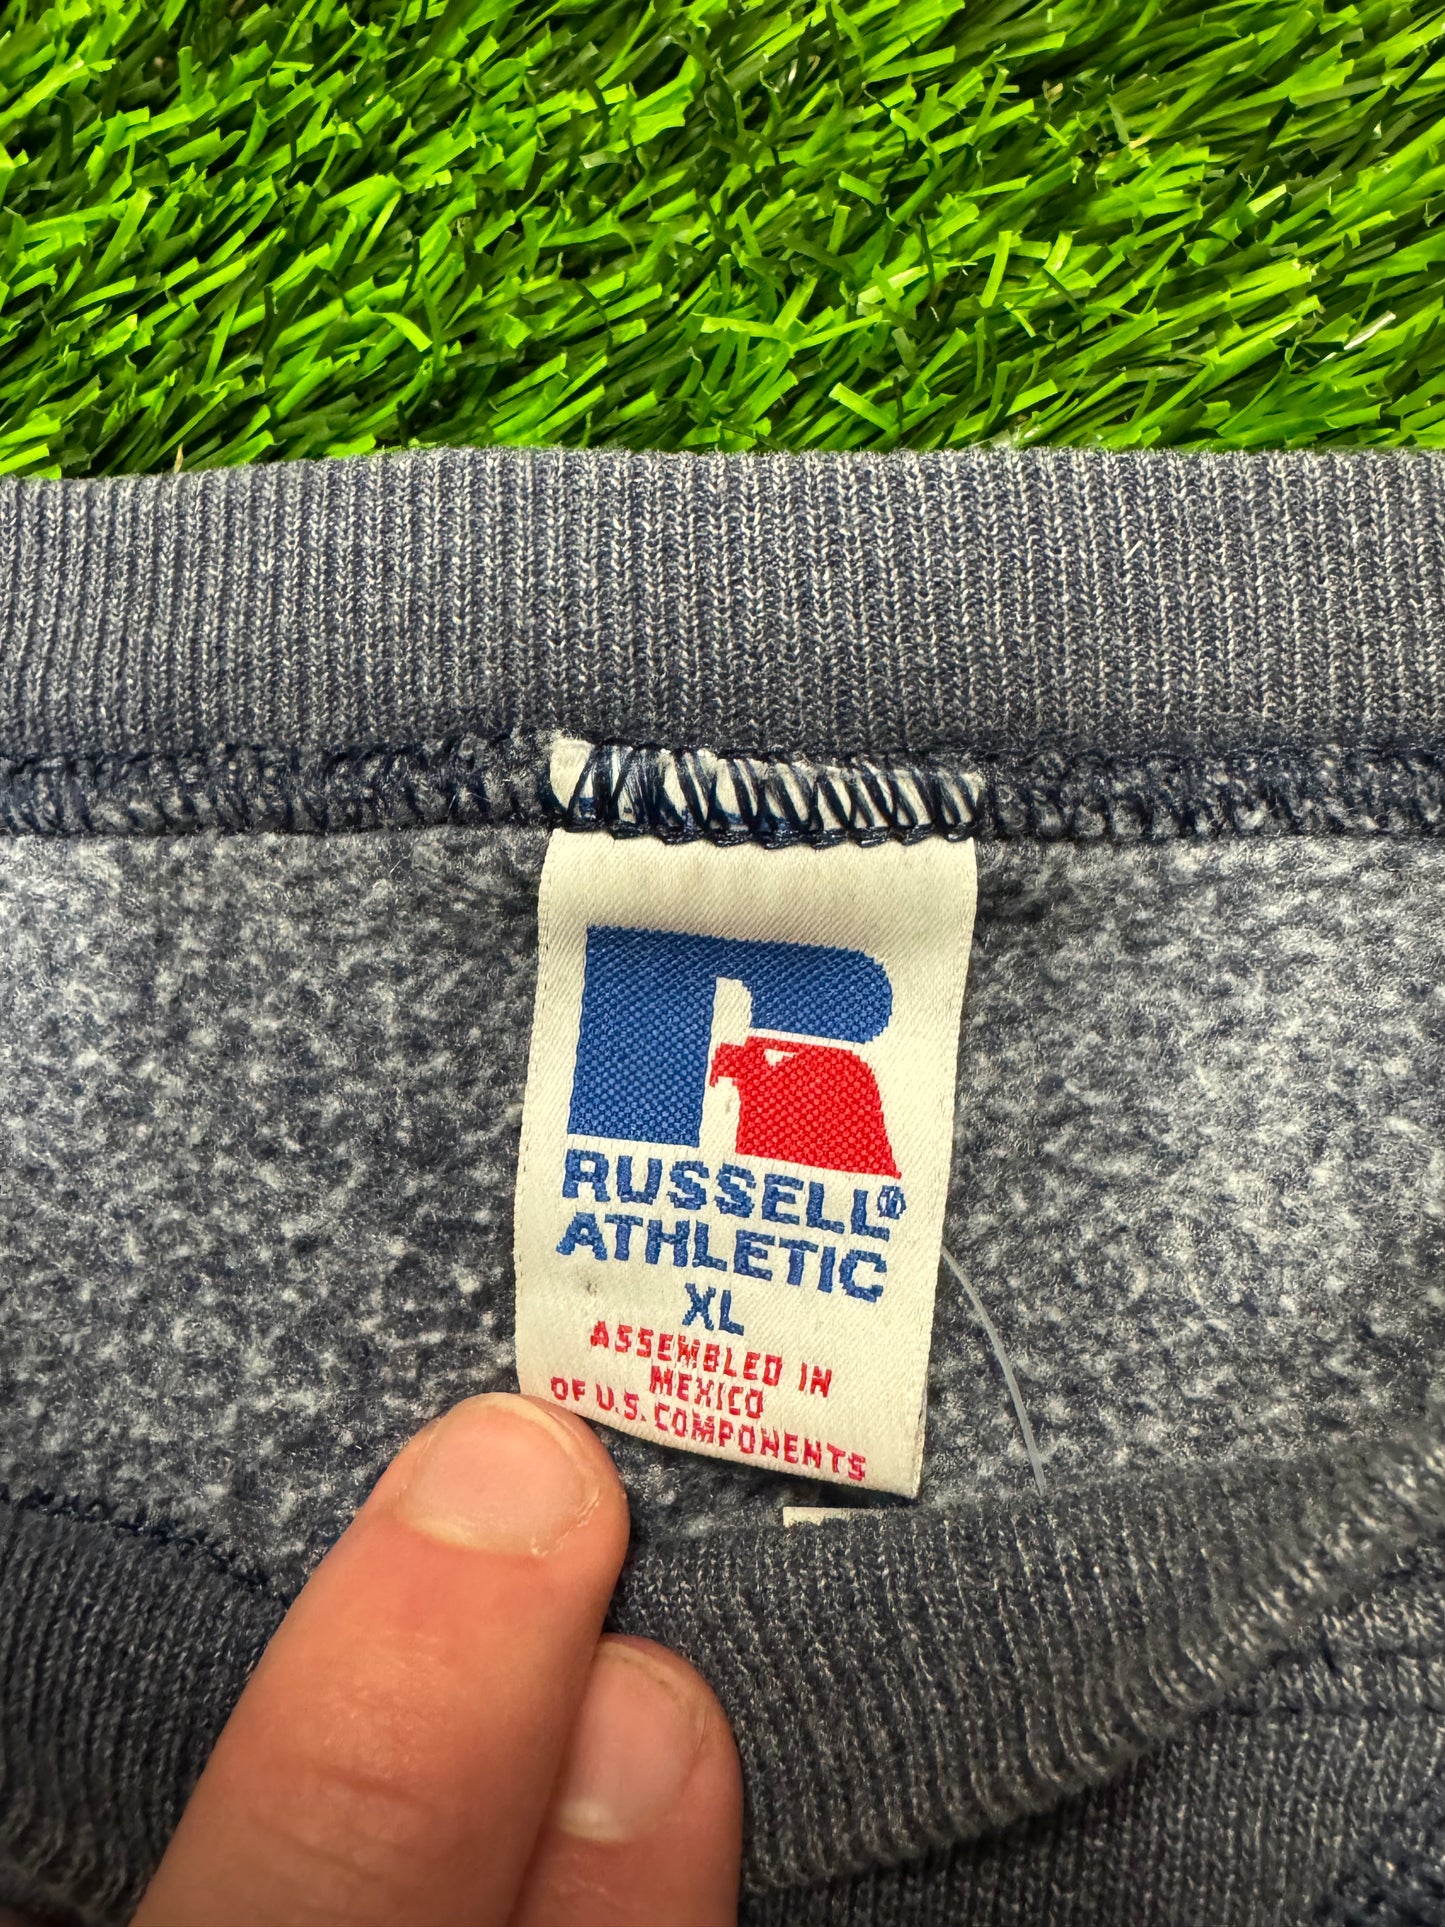 R
RUSSELL®
ATHLETIC
XL
ASSEMBLED IN
MEXICO
OF U.S. COMPONENTS